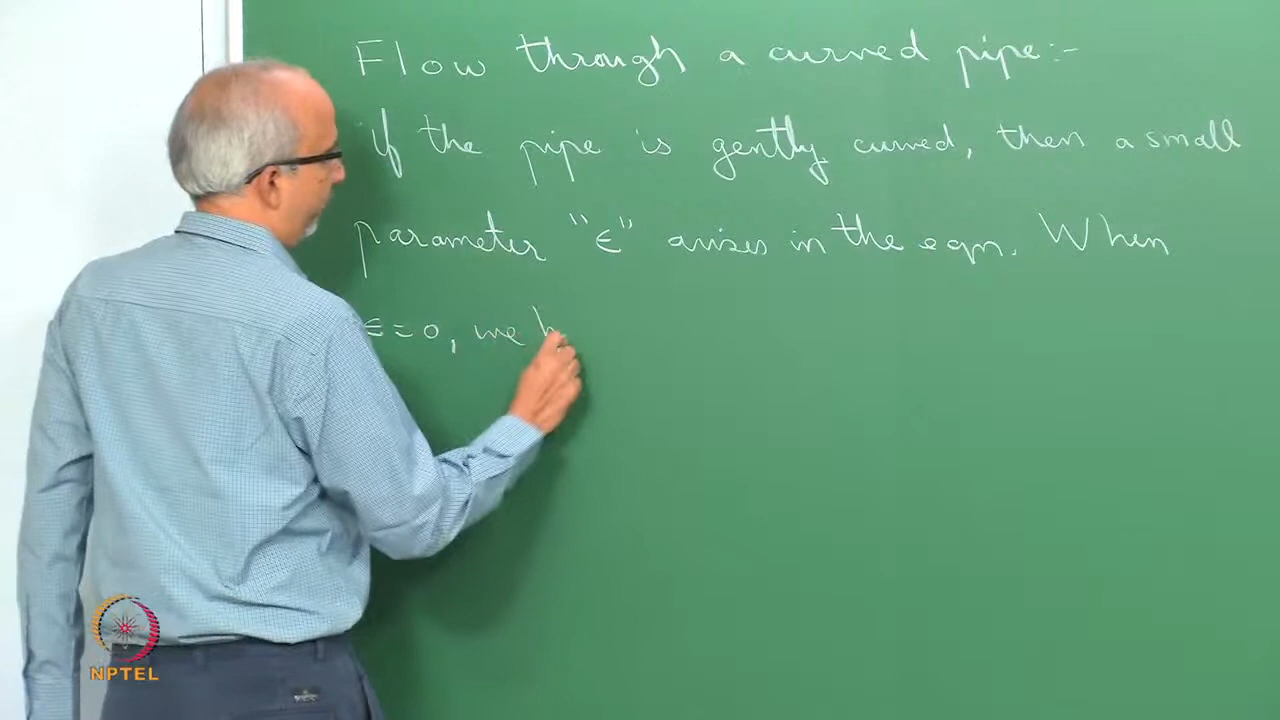 Flow through a curved pipe:-
if the pipe is gently curved, then a small
parameter "ε" arises in the eqn. When
ε=0, we h
NPTEL